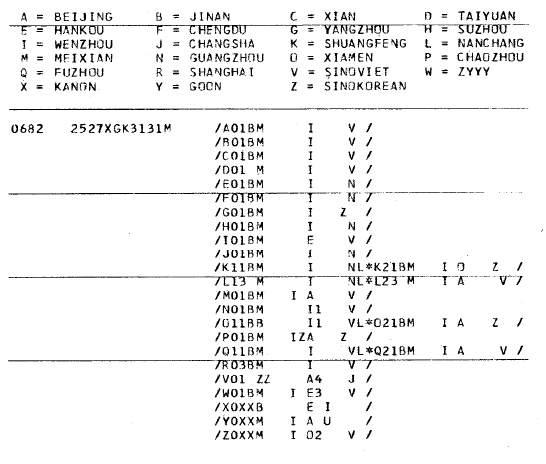 A = BEIJING B = JINAN C = XIAN D = TAIYUAN
E = HANKOU F = CHENGDU G = YANGZHOU H = SUZHOU
I = WENZHOU J = CHANGSHA K = SHUANGFENG L = NANCHANG
M = MEIXIAN N = GUANGZHOU O = XIAMEN P = CHAOZHOU
Q = FUZHOU R = SHANGHAI V = SINOVIET W = ZYYY
X = KANON Y = GOON Z = SINOKOREAN
0682 2527XGK3131M /A01BM I V /
/B01BM I V /
/C01BM I V /
/D01 M I V /
/E01BM I N /
/F01BM I N /
/G01BM I Z /
/H01BM I N /
/I01BM E V /
/J01BM I N /
/K11BM I NL*K21BM I O Z /
/L13 M I NL*L23 M I A V /
/M01BM I A V /
/N01BM I1 V /
/O11BB I1 VL*O21BM I A Z /
/P01BM IZA Z /
/Q11BM I VL*Q21BM I A V /
/R03BM I V /
/V01 ZZ A4 J /
/W01BM I E3 V /
/X0XXB E I /
/Y0XXM I A U /
/Z0XXM I O2 V /